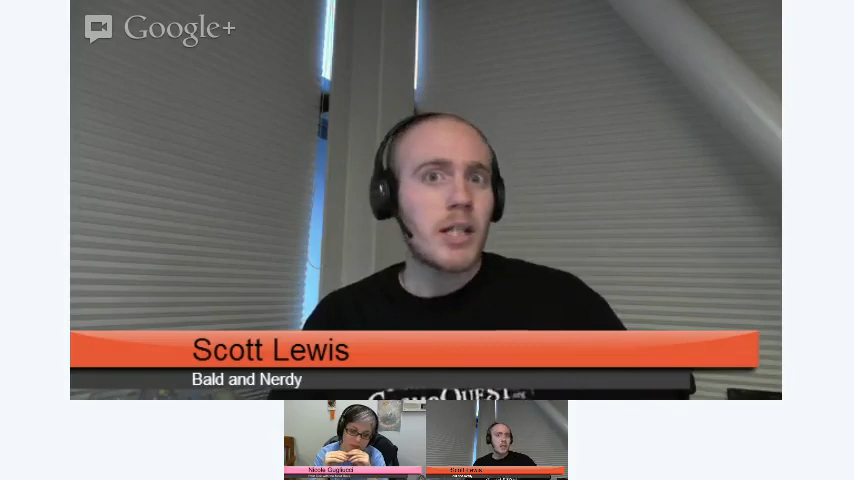 Google+
Scott Lewis
Bald and Nerdy
Nicole Gugliucci
Scott Lewis